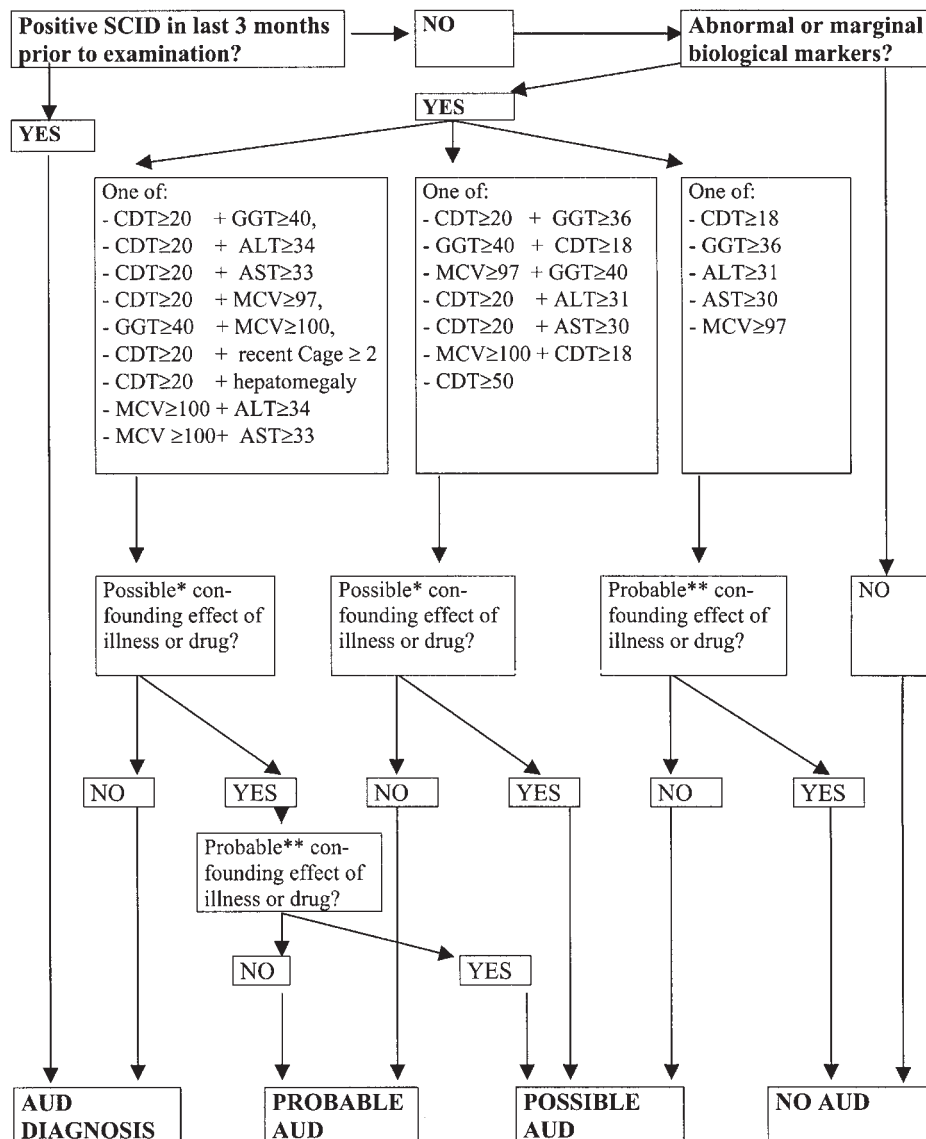 Positive SCID in last 3 months
prior to examination?
NO
Abnormal or marginal
biological markers?
YES
YES
One of:
- CDT≥20 + GGT≥40,
- CDT≥20 + ALT≥34
- CDT≥20 + AST≥33
- CDT≥20 + MCV≥97,
- GGT≥40 + MCV≥100,
- CDT≥20 + recent Cage ≥ 2
- CDT≥20 + hepatomegaly
- MCV≥100 + ALT≥34
- MCV ≥100+ AST≥33
One of:
- CDT≥20 + GGT≥36
- GGT≥40 + CDT≥18
- MCV≥97 + GGT≥40
- CDT≥20 + ALT≥31
- CDT≥20 + AST≥30
- MCV≥100 + CDT≥18
- CDT≥50
One of:
- CDT≥18
- GGT≥36
- ALT≥31
- AST≥30
- MCV≥97
Possible* con-
founding effect of
illness or drug?
Possible* con-
founding effect of
illness or drug?
Probable** con-
founding effect of
illness or drug?
NO
NO
YES
NO
YES
NO
YES
Probable** con-
founding effect of
illness or drug?
NO
YES
AUD
DIAGNOSIS
PROBABLE
AUD
POSSIBLE
AUD
NO AUD